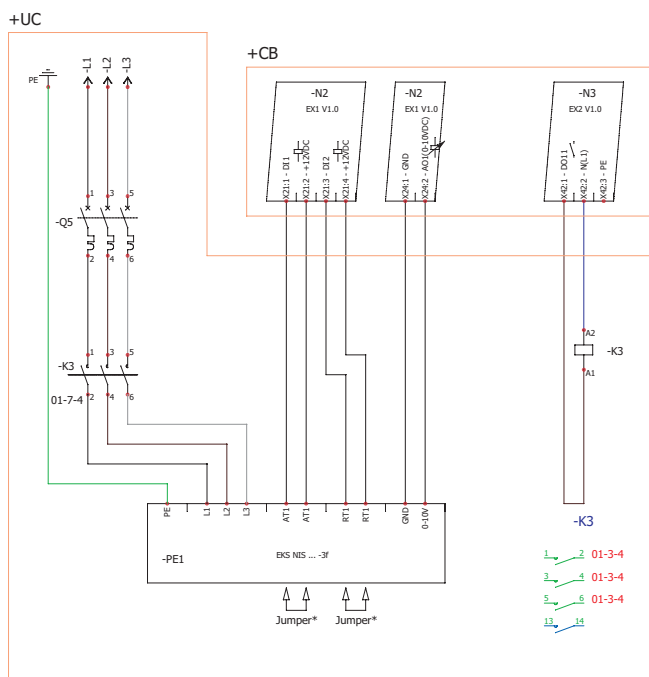 +UC
+CB
-L1
-L2
-L3
PE
-N2
EX1 V1.0
X21:1 - DI1
X21:2 - +12VDC
X21:3 - DI2
X21:4 - +12VDC
-N2
EX1 V1.0
X24:1 - GND
X24:2 - AO1(0-10VDC)
-N3
EX2 V1.0
X42:1 - DO11
X42:2 - N(L1)
X42:3 - PE
1
3
5
-Q5
2
4
6
1
3
5
-K3
01-7-4
2
4
6
A2
-K3
A1
PE
L1
L2
L3
AT1
AT1
RT1
RT1
GND
0-10V
-PE1
EKS NIS ... -3f
Jumper*
Jumper*
-K3
1 2 01-3-4
3 4 01-3-4
5 6 01-3-4
13 14